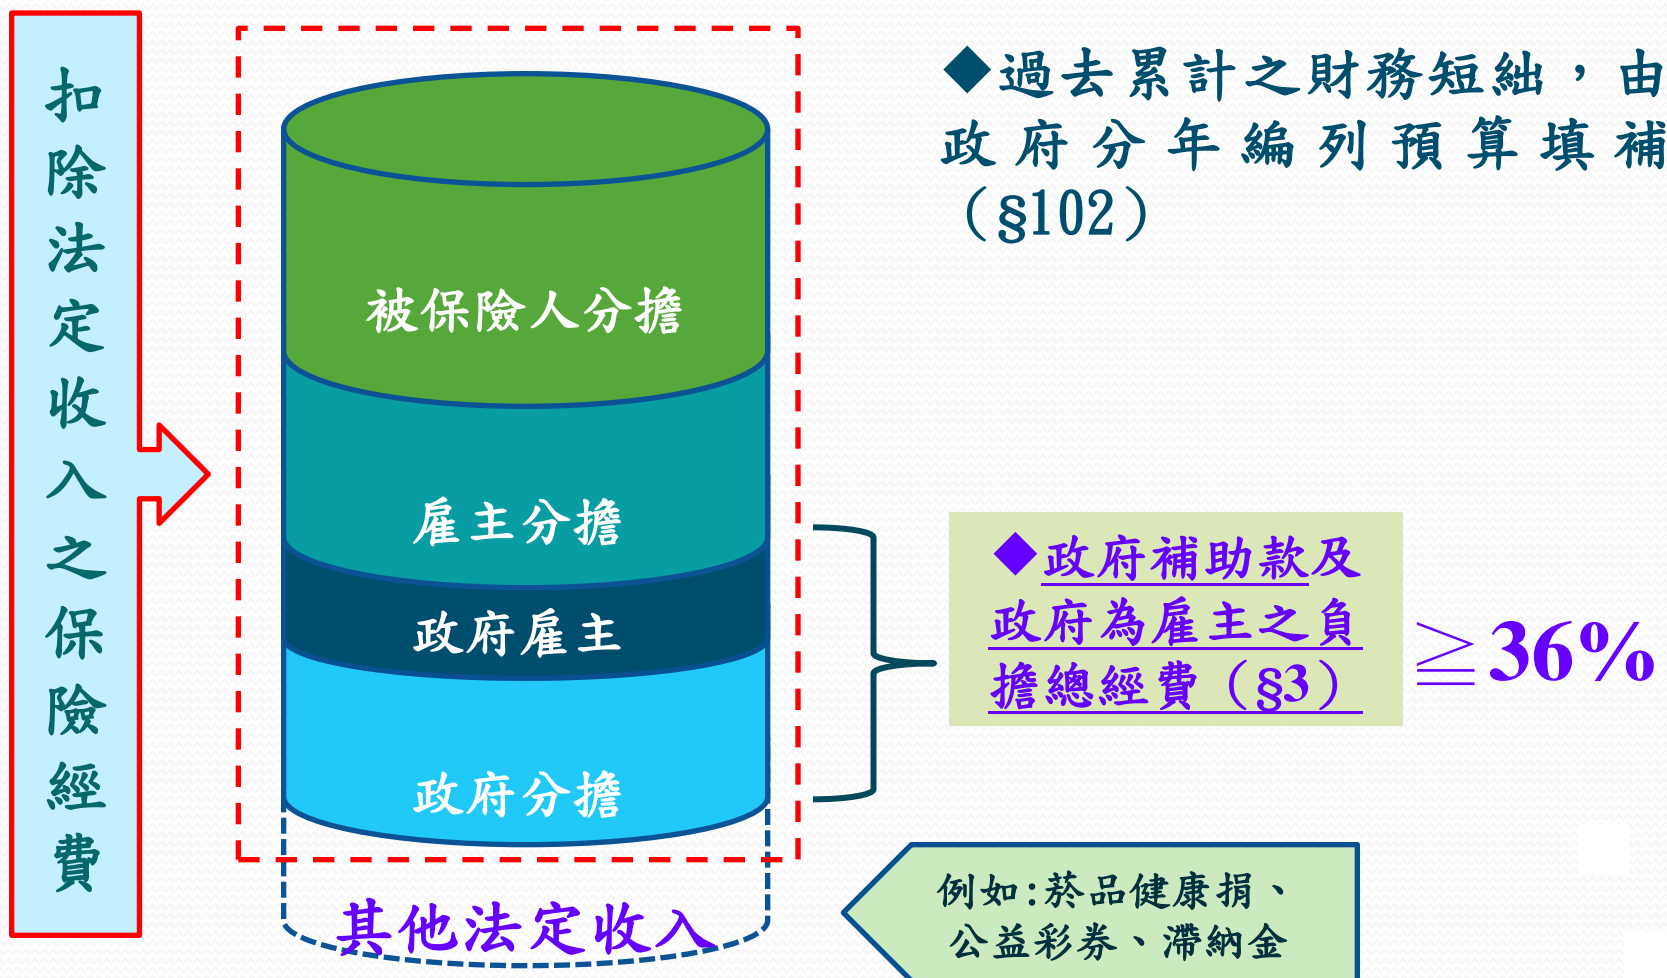 扣除法定收入之保險經費
被保險人分擔
雇主分擔
政府雇主
政府分擔
其他法定收入
◆過去累計之財務短絀，由
政府分年編列預算填補
（§102）
◆政府補助款及
政府為雇主之負
擔總經費（§3）
≧36%
例如:菸品健康捐、
公益彩券、滯納金